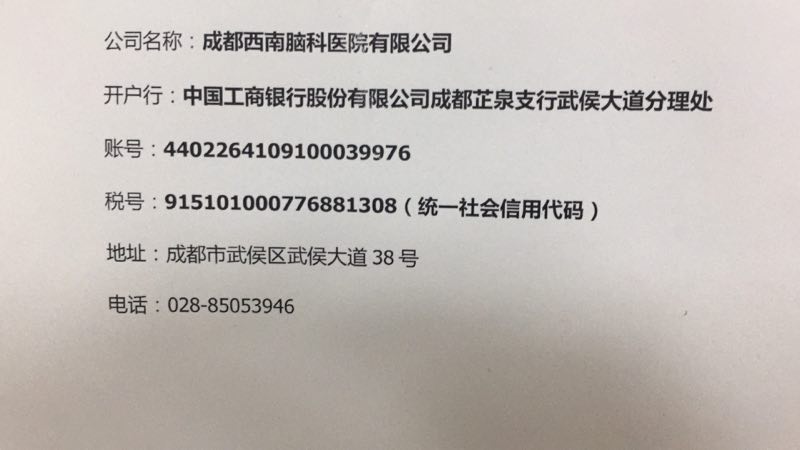 公司名称：成都西南脑科医院有限公司
开户行：中国工商银行股份有限公司成都芷泉支行武侯大道分理处
账号：4402264109100039976
税号：915101000776881308（统一社会信用代码）
地址：成都市武侯区武侯大道 38 号
电话：028-85053946